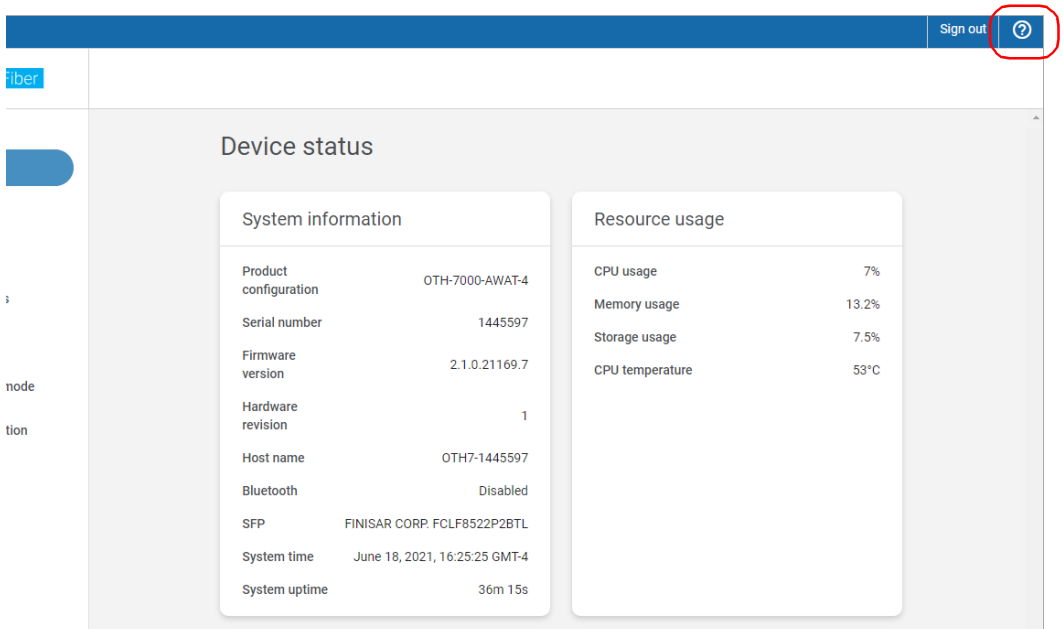 Sign out
Fiber
Device status
System information
Product
configuration
OTH-7000-AWAT-4
Serial number 1445597
Firmware
version
2.1.0.21169.7
Hardware
revision
1
Host name OTH7-1445597
Bluetooth Disabled
SFP FINISAR CORP. FCLF8522P2BTL
System time June 18, 2021, 16:25:25 GMT-4
System uptime 36m 15s
Resource usage
CPU usage 7%
Memory usage 13.2%
Storage usage 7.5%
CPU temperature 53°C
s
mode
tion